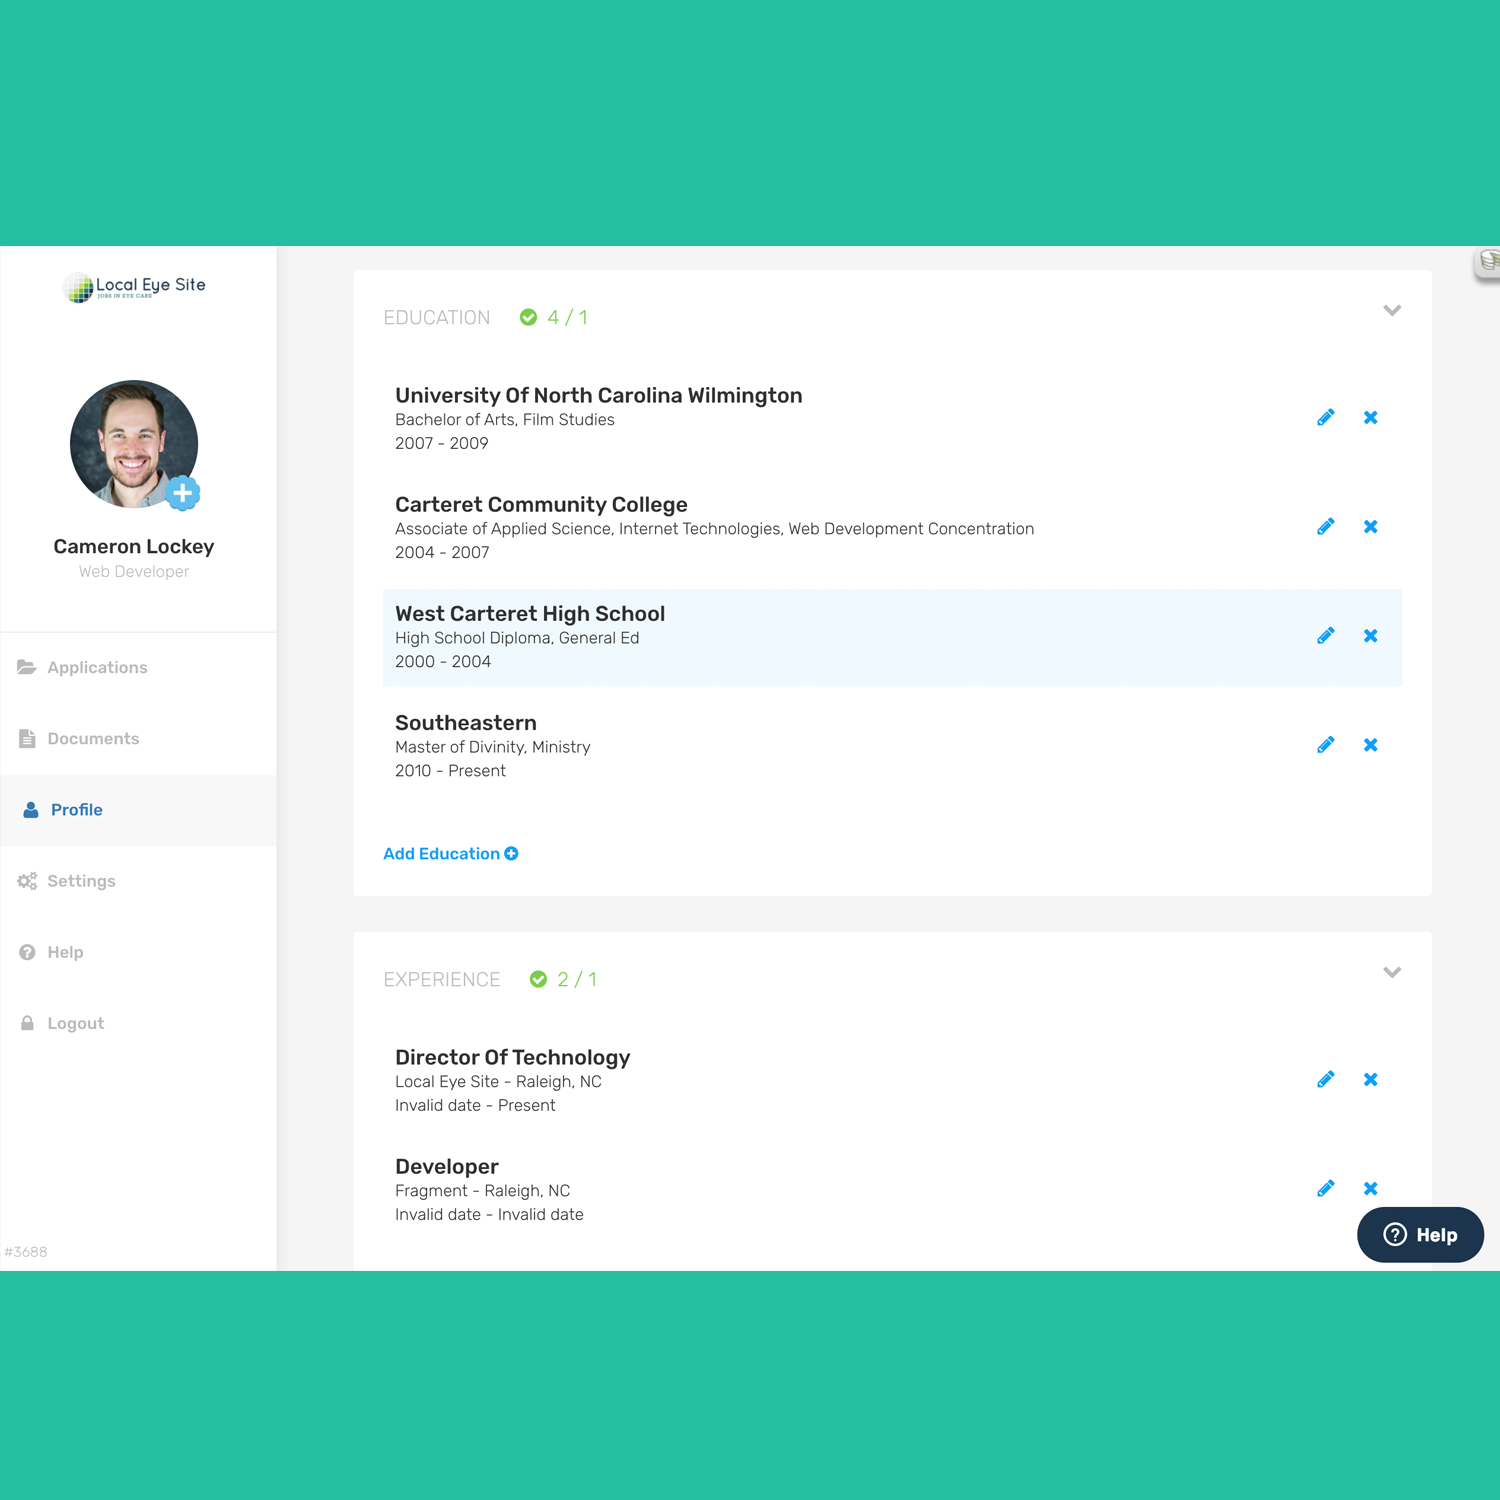 Local Eye Site
JOBS IN EYE CARE
Cameron Lockey
Web Developer
Applications
Documents
Profile
Settings
Help
Logout
#3688
EDUCATION 4 / 1
University Of North Carolina Wilmington
Bachelor of Arts, Film Studies
2007 - 2009
Carteret Community College
Associate of Applied Science, Internet Technologies, Web Development Concentration
2004 - 2007
West Carteret High School
High School Diploma, General Ed
2000 - 2004
Southeastern
Master of Divinity, Ministry
2010 - Present
Add Education
EXPERIENCE 2 / 1
Director Of Technology
Local Eye Site - Raleigh, NC
Invalid date - Present
Developer
Fragment - Raleigh, NC
Invalid date - Invalid date
Help